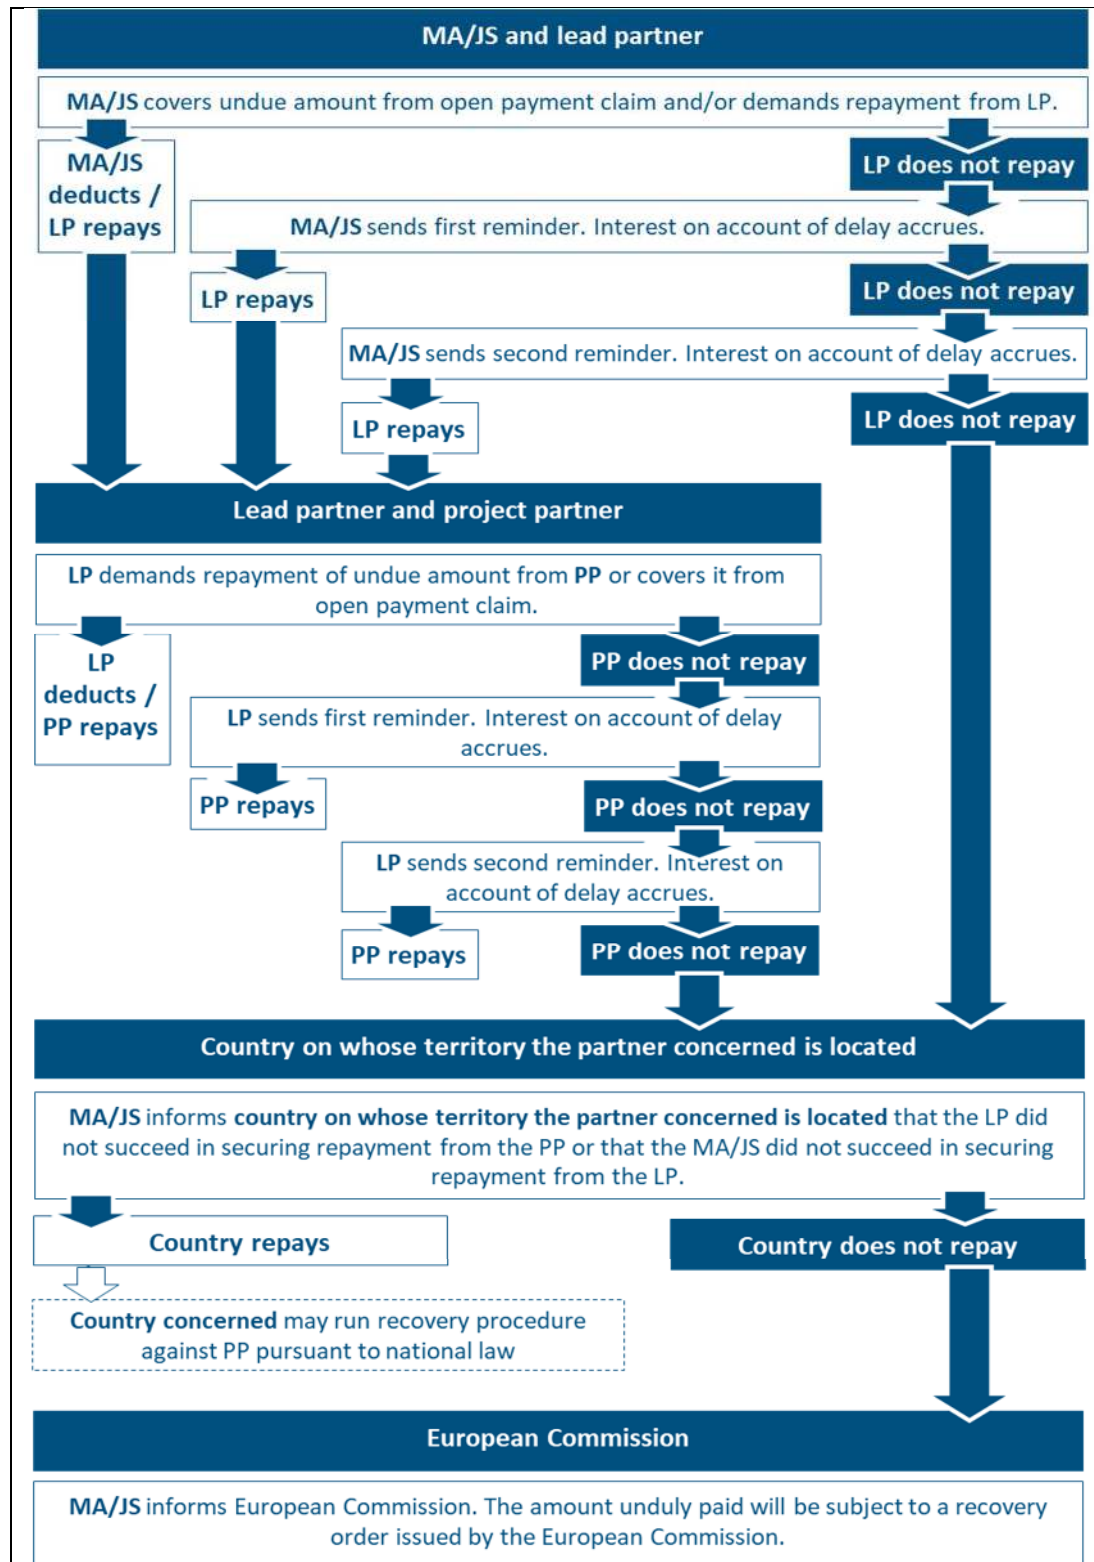 MA/JS and lead partner
MA/JS covers undue amount from open payment claim and/or demands repayment from LP.
MA/JS
deducts /
LP repays
LP does not repay
MA/JS sends first reminder. Interest on account of delay accrues.
LP repays
LP does not repay
MA/JS sends second reminder. Interest on account of delay accrues.
LP repays
LP does not repay
Lead partner and project partner
LP demands repayment of undue amount from PP or covers it from
open payment claim.
LP
deducts /
PP repays
PP does not repay
LP sends first reminder. Interest on account of delay
accrues.
PP repays
PP does not repay
LP sends second reminder. Interest on
account of delay accrues.
PP repays
PP does not repay
Country on whose territory the partner concerned is located
MA/JS informs country on whose territory the partner concerned is located that the LP did
not succeed in securing repayment from the PP or that the MA/JS did not succeed in securing
repayment from the LP.
Country repays
Country does not repay
Country concerned may run recovery procedure
against PP pursuant to national law
European Commission
MA/JS informs European Commission. The amount unduly paid will be subject to a recovery
order issued by the European Commission.